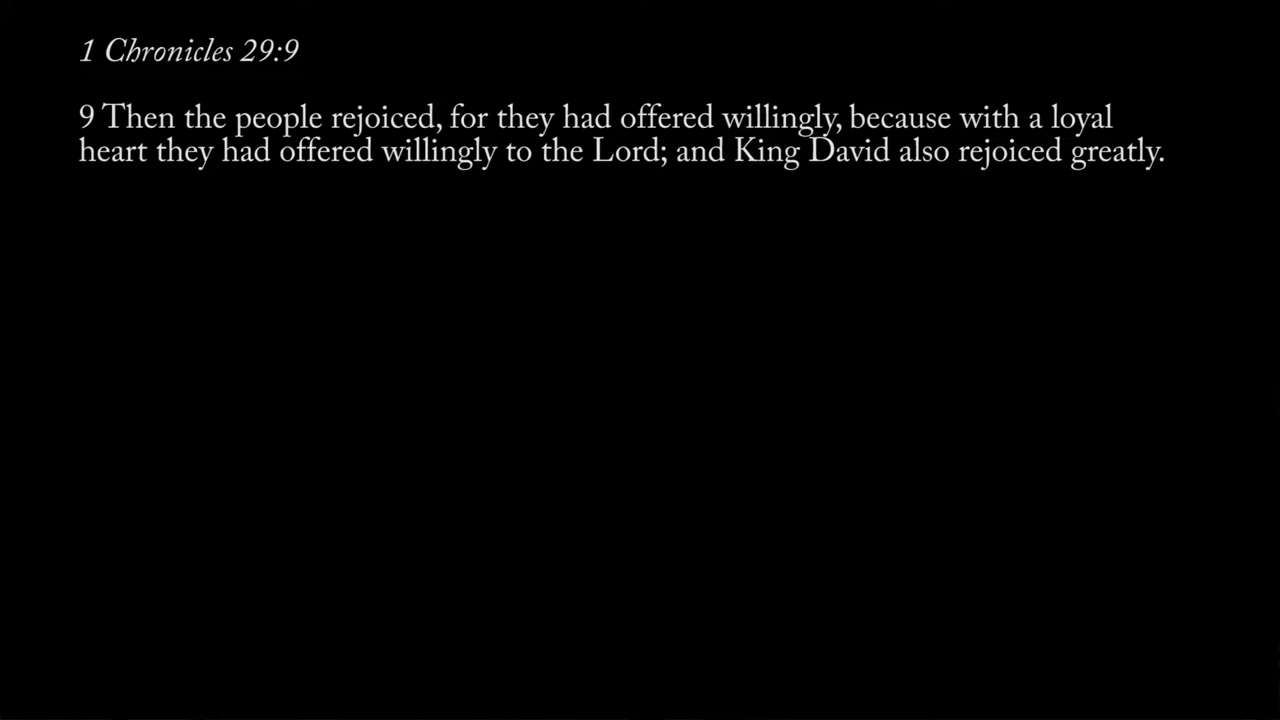 1 Chronicles 29:9
9 Then the people rejoiced, for they had offered willingly, because with a loyal
heart they had offered willingly to the Lord; and King David also rejoiced greatly.